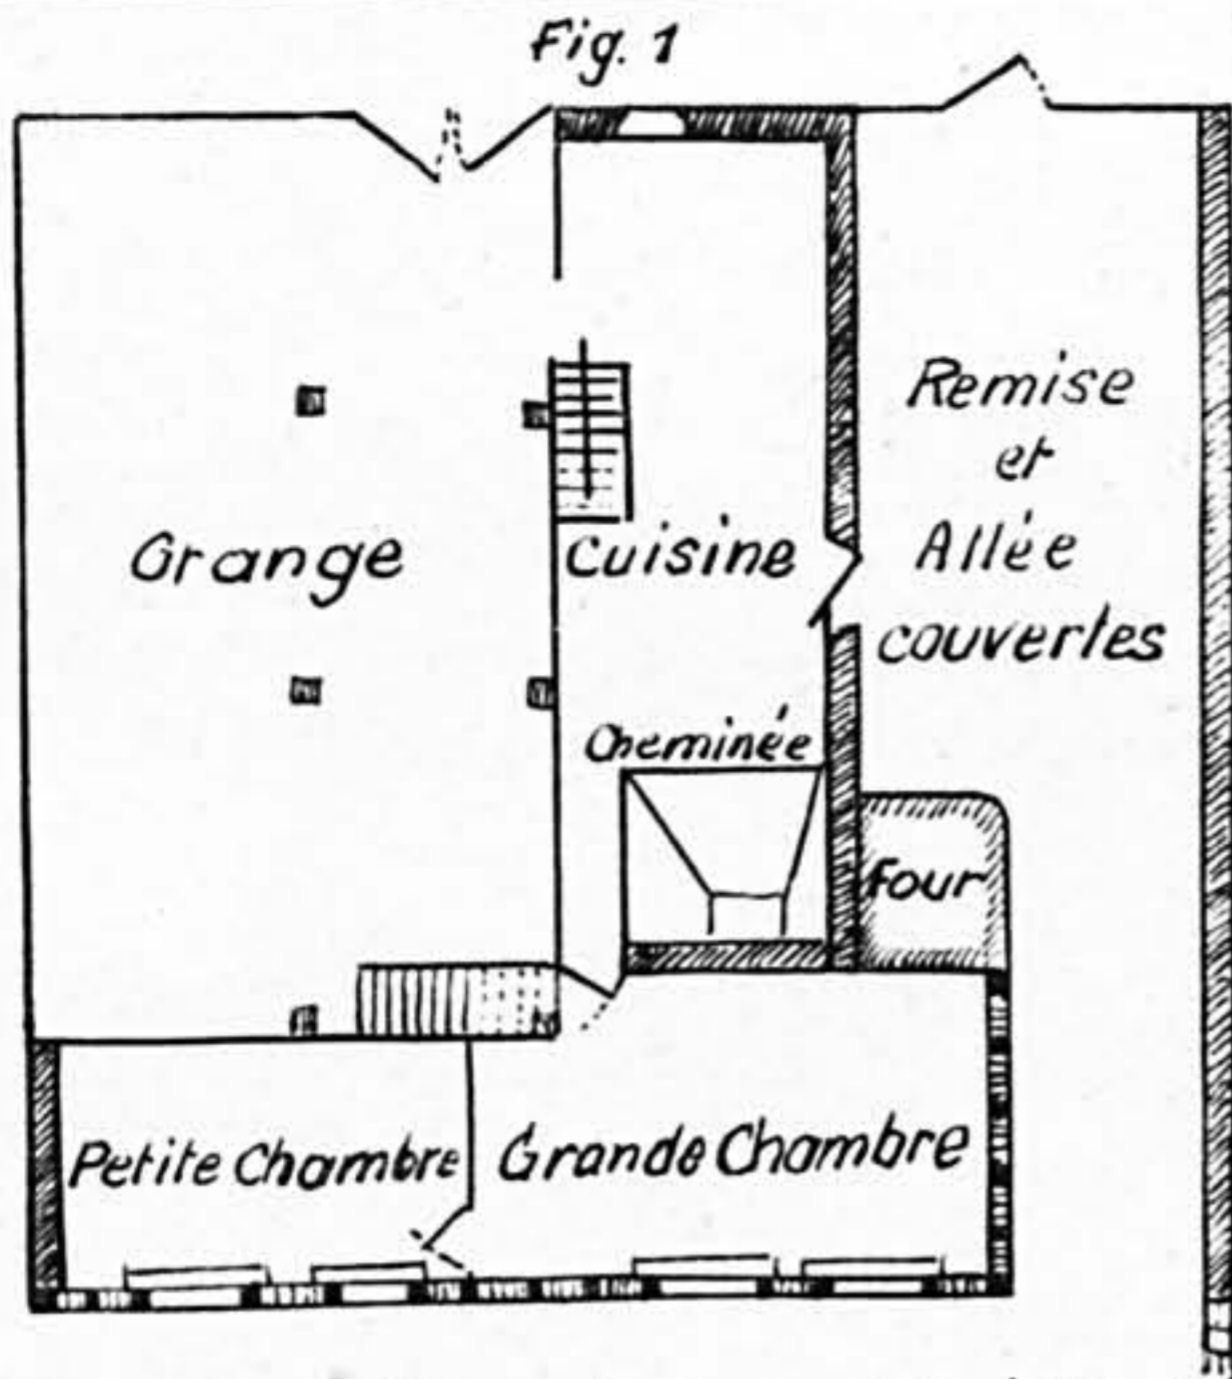 Fig. 1
Remise
et
Allée
couvertes
Grange
Cuisine
Cheminée
Four
Petite Chambre
Grande Chambre